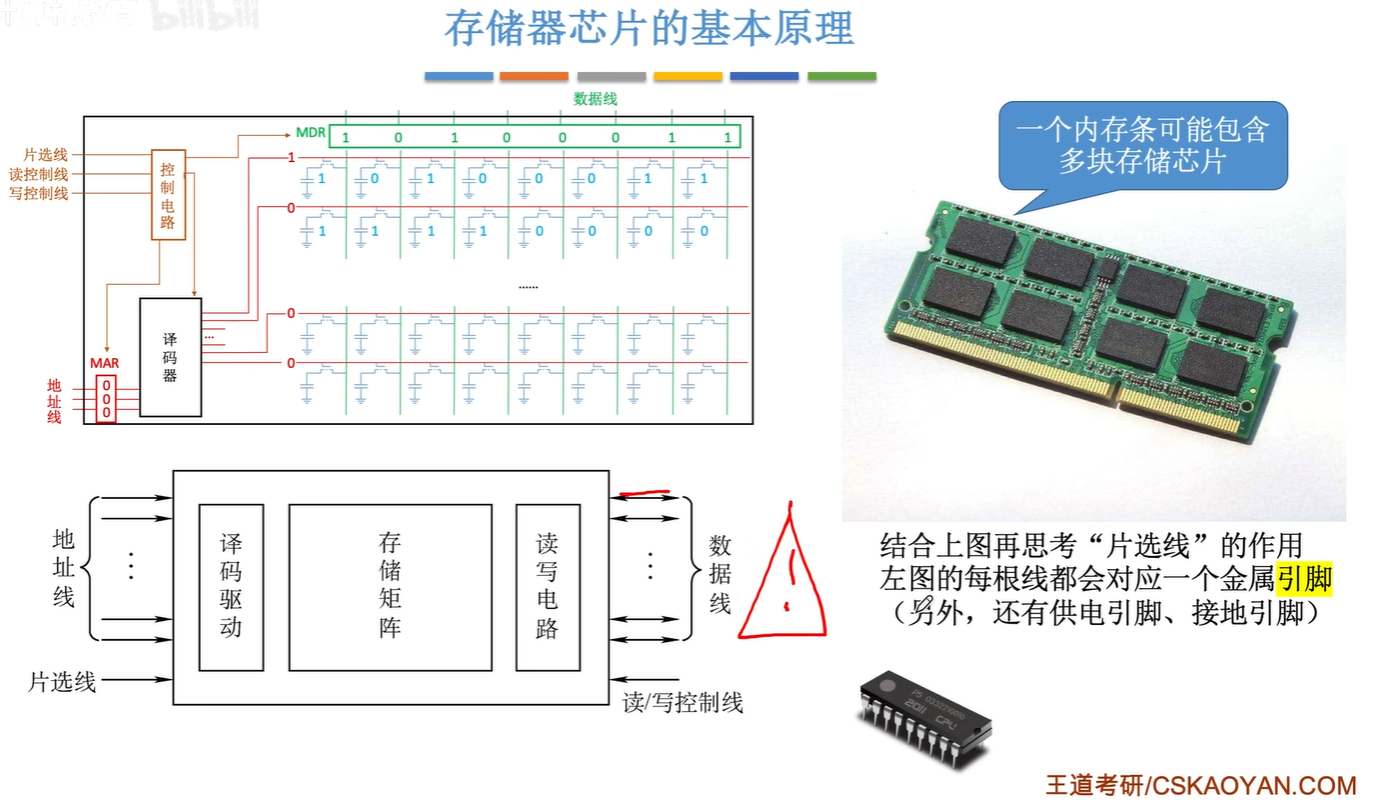 bilibili
存储器芯片的基本原理
数据线
MDR 1 0 1 0 0 0 1 1
片选线
读控制线
写控制线
控制电路
1
1 0 1 0 0 0 1 1
0
1 1 1 1 0 0 0 0
......
0
0
译码器
...
MAR
地址线
0
0
0
一个内存条可能包含
多块存储芯片
地址线
译码驱动
存储矩阵
读写电路
数据线
片选线
读/写控制线
结合上图再思考“片选线”的作用
左图的每根线都会对应一个金属引脚
（另外，还有供电引脚、接地引脚）
2011 CPU
王道考研/CSKAOYAN.COM